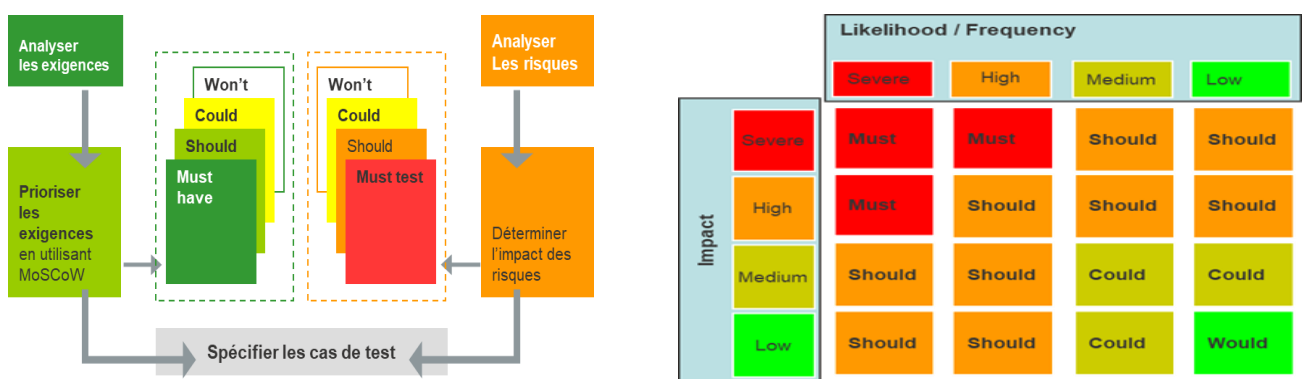 Analyser
les exigences
Won't
Could
Should
Must
have
Won't
Could
Should
Must test
Analyser
Les risques
Prioriser
les
exigences
en utilisant
MoSCoW
Déterminer
l'impact des
risques
Spécifier les cas de test
Likelihood / Frequency
Severe High Medium Low
Impact
Severe Must Must Should Should
High Must Should Should Should
Medium Should Should Could Could
Low Should Should Could Would